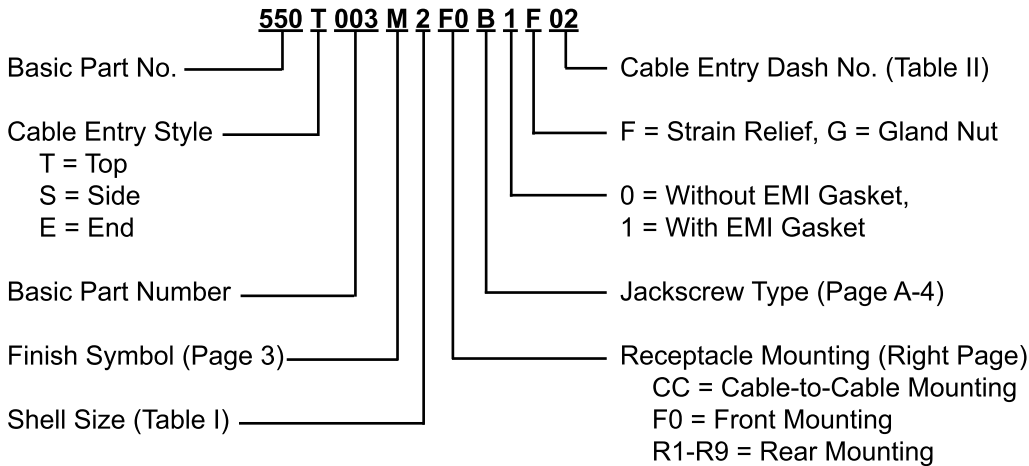 550 T 003 M 2 F0 B 1 F 02
Basic Part No.
Cable Entry Style
T = Top
S = Side
E = End
Basic Part Number
Finish Symbol (Page 3)
Shell Size (Table I)
Cable Entry Dash No. (Table II)
F = Strain Relief, G = Gland Nut
0 = Without EMI Gasket,
1 = With EMI Gasket
Jackscrew Type (Page A-4)
Receptacle Mounting (Right Page)
CC = Cable-to-Cable Mounting
F0 = Front Mounting
R1-R9 = Rear Mounting